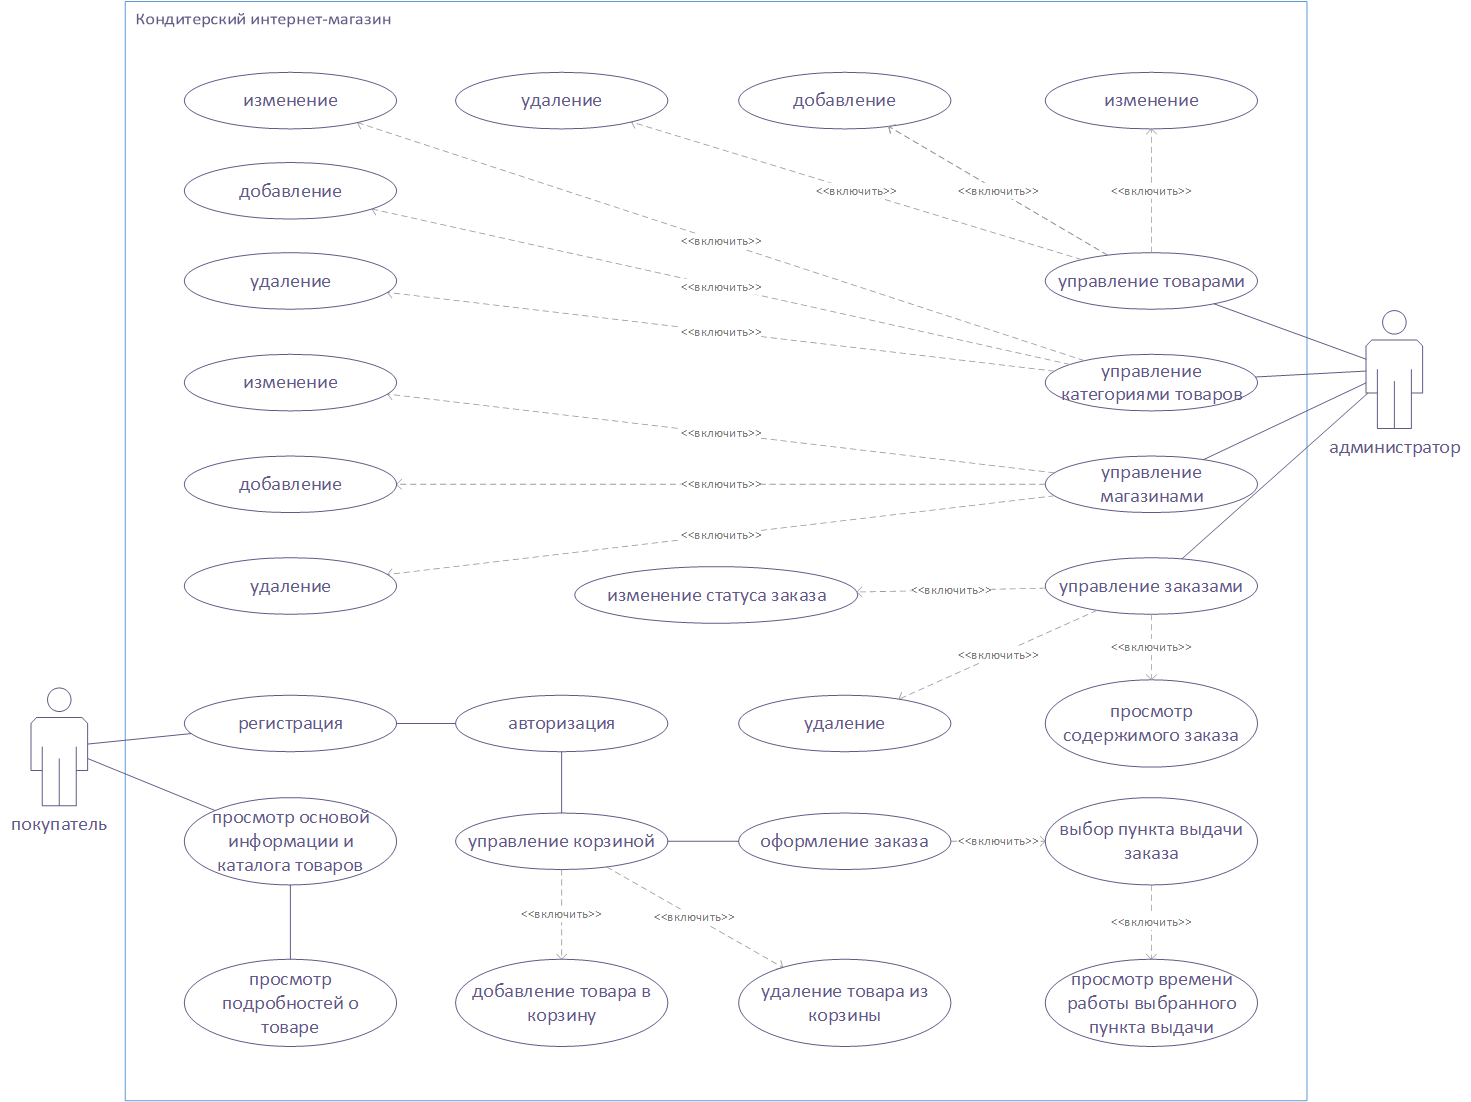 Кондитерский интернет-магазин
изменение
удаление
добавление
изменение
добавление
<<включить>>
<<включить>>
<<включить>>
<<включить>>
удаление
<<включить>>
управление товарами
<<включить>>
изменение
управление
категориями товаров
<<включить>>
администратор
добавление
<<включить>>
управление
магазинами
<<включить>>
удаление
изменение статуса заказа
<<включить>>
управление заказами
<<включить>>
<<включить>>
регистрация
авторизация
удаление
просмотр
содержимого заказа
покупатель
просмотр основой
информации и
каталога товаров
управление корзиной
оформление заказа
<<включить>>
выбор пункта выдачи
заказа
<<включить>>
<<включить>>
<<включить>>
просмотр
подробностей о
товаре
добавление товара в
корзину
удаление товара из
корзины
просмотр времени
работы выбранного
пункта выдачи